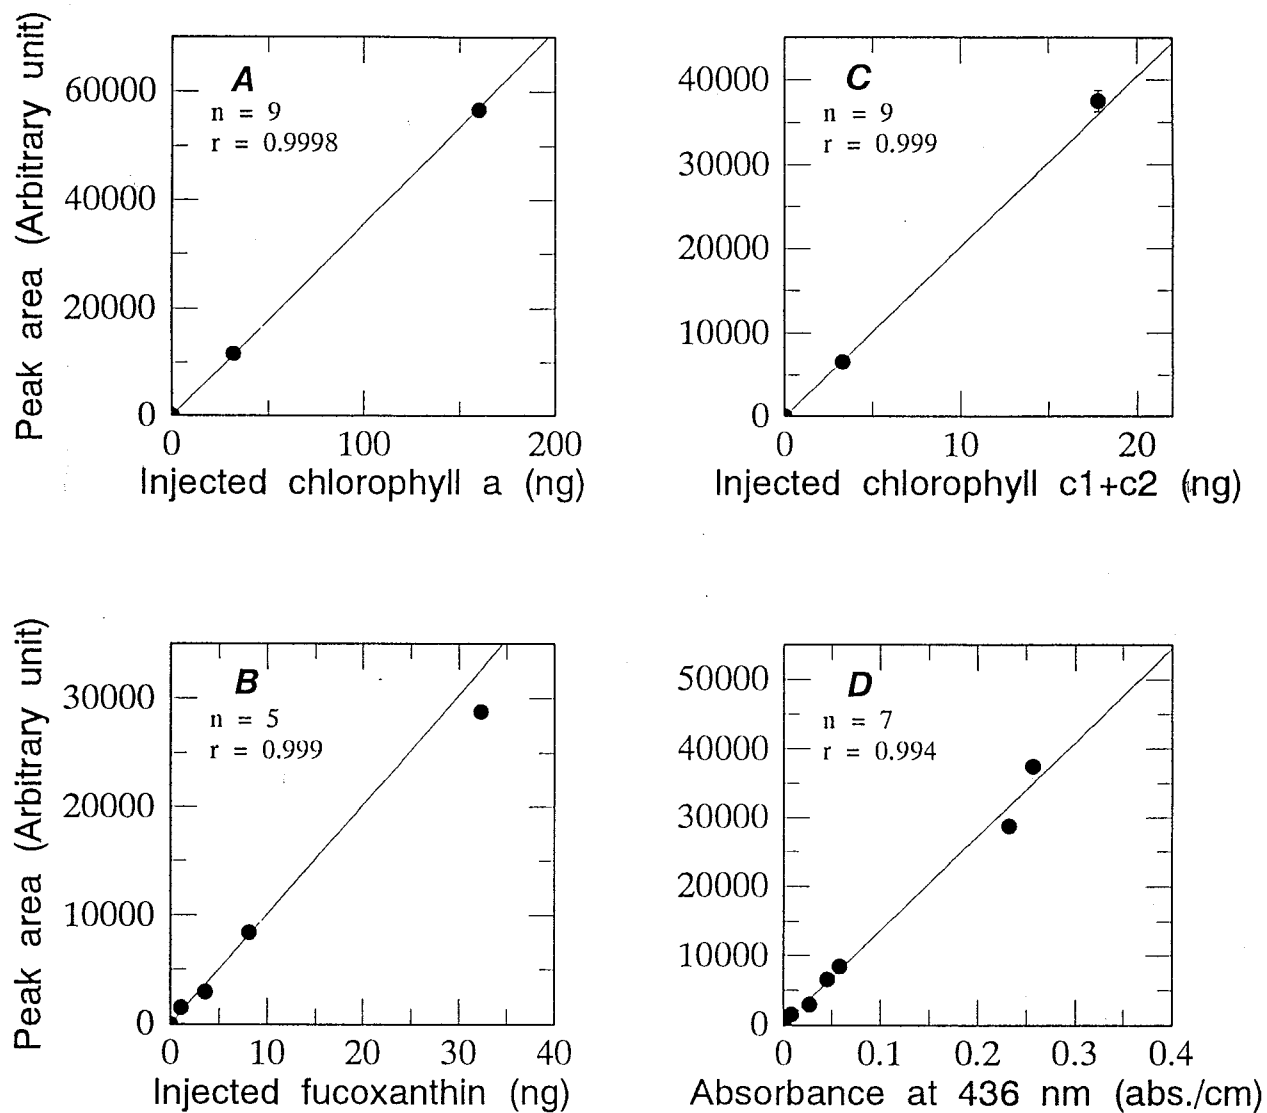 Peak area (Arbitrary unit)
60000
40000
20000
0
A
n = 9
r = 0.9998
0 100 200
Injected chlorophyll a (ng)
40000
30000
20000
10000
0
C
n = 9
r = 0.999
0 10 20
Injected chlorophyll c1+c2 (ng)
Peak area (Arbitrary unit)
30000
20000
10000
0
B
n = 5
r = 0.999
0 10 20 30 40
Injected fucoxanthin (ng)
50000
40000
30000
20000
10000
0
D
n = 7
r = 0.994
0 0.1 0.2 0.3 0.4
Absorbance at 436 nm (abs./cm)